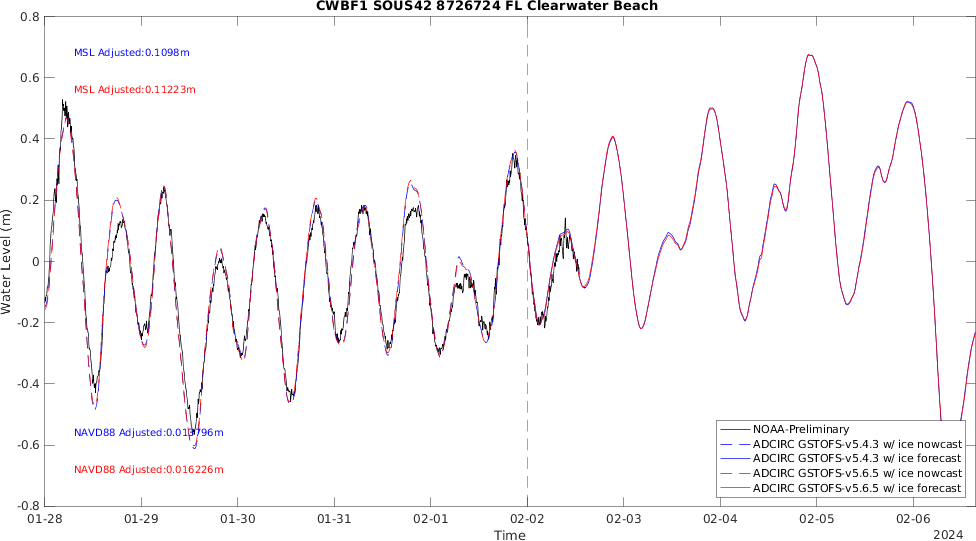 CWBF1 SOUS42 8726724 FL Clearwater Beach
0.8
0.6
0.4
0.2
0
-0.2
-0.4
-0.6
-0.8
Water Level (m)
MSL Adjusted:0.1098m
MSL Adjusted:0.11223m
NAVD88 Adjusted:0.013796m
NAVD88 Adjusted:0.016226m
NOAA-Preliminary
ADCIRC GSTOFS-v5.4.3 w/ ice nowcast
ADCIRC GSTOFS-v5.4.3 w/ ice forecast
ADCIRC GSTOFS-v5.6.5 w/ ice nowcast
ADCIRC GSTOFS-v5.6.5 w/ ice forecast
01-28 01-29 01-30 01-31 02-01 02-02 02-03 02-04 02-05 02-06
Time
2024